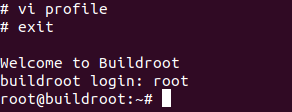 # vi profile
# exit
Welcome to Buildroot
buildroot login: root
root@buildroot:~#